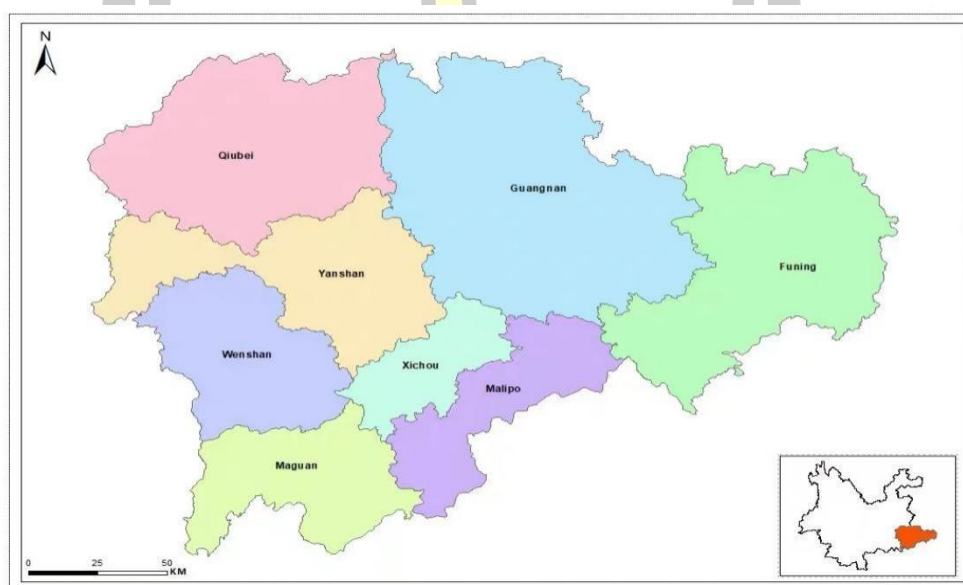 N
Qiubei
Guangnan
Funing
Yanshan
Wenshan
Xichou
Malipo
Maguan
0 25 50
KM